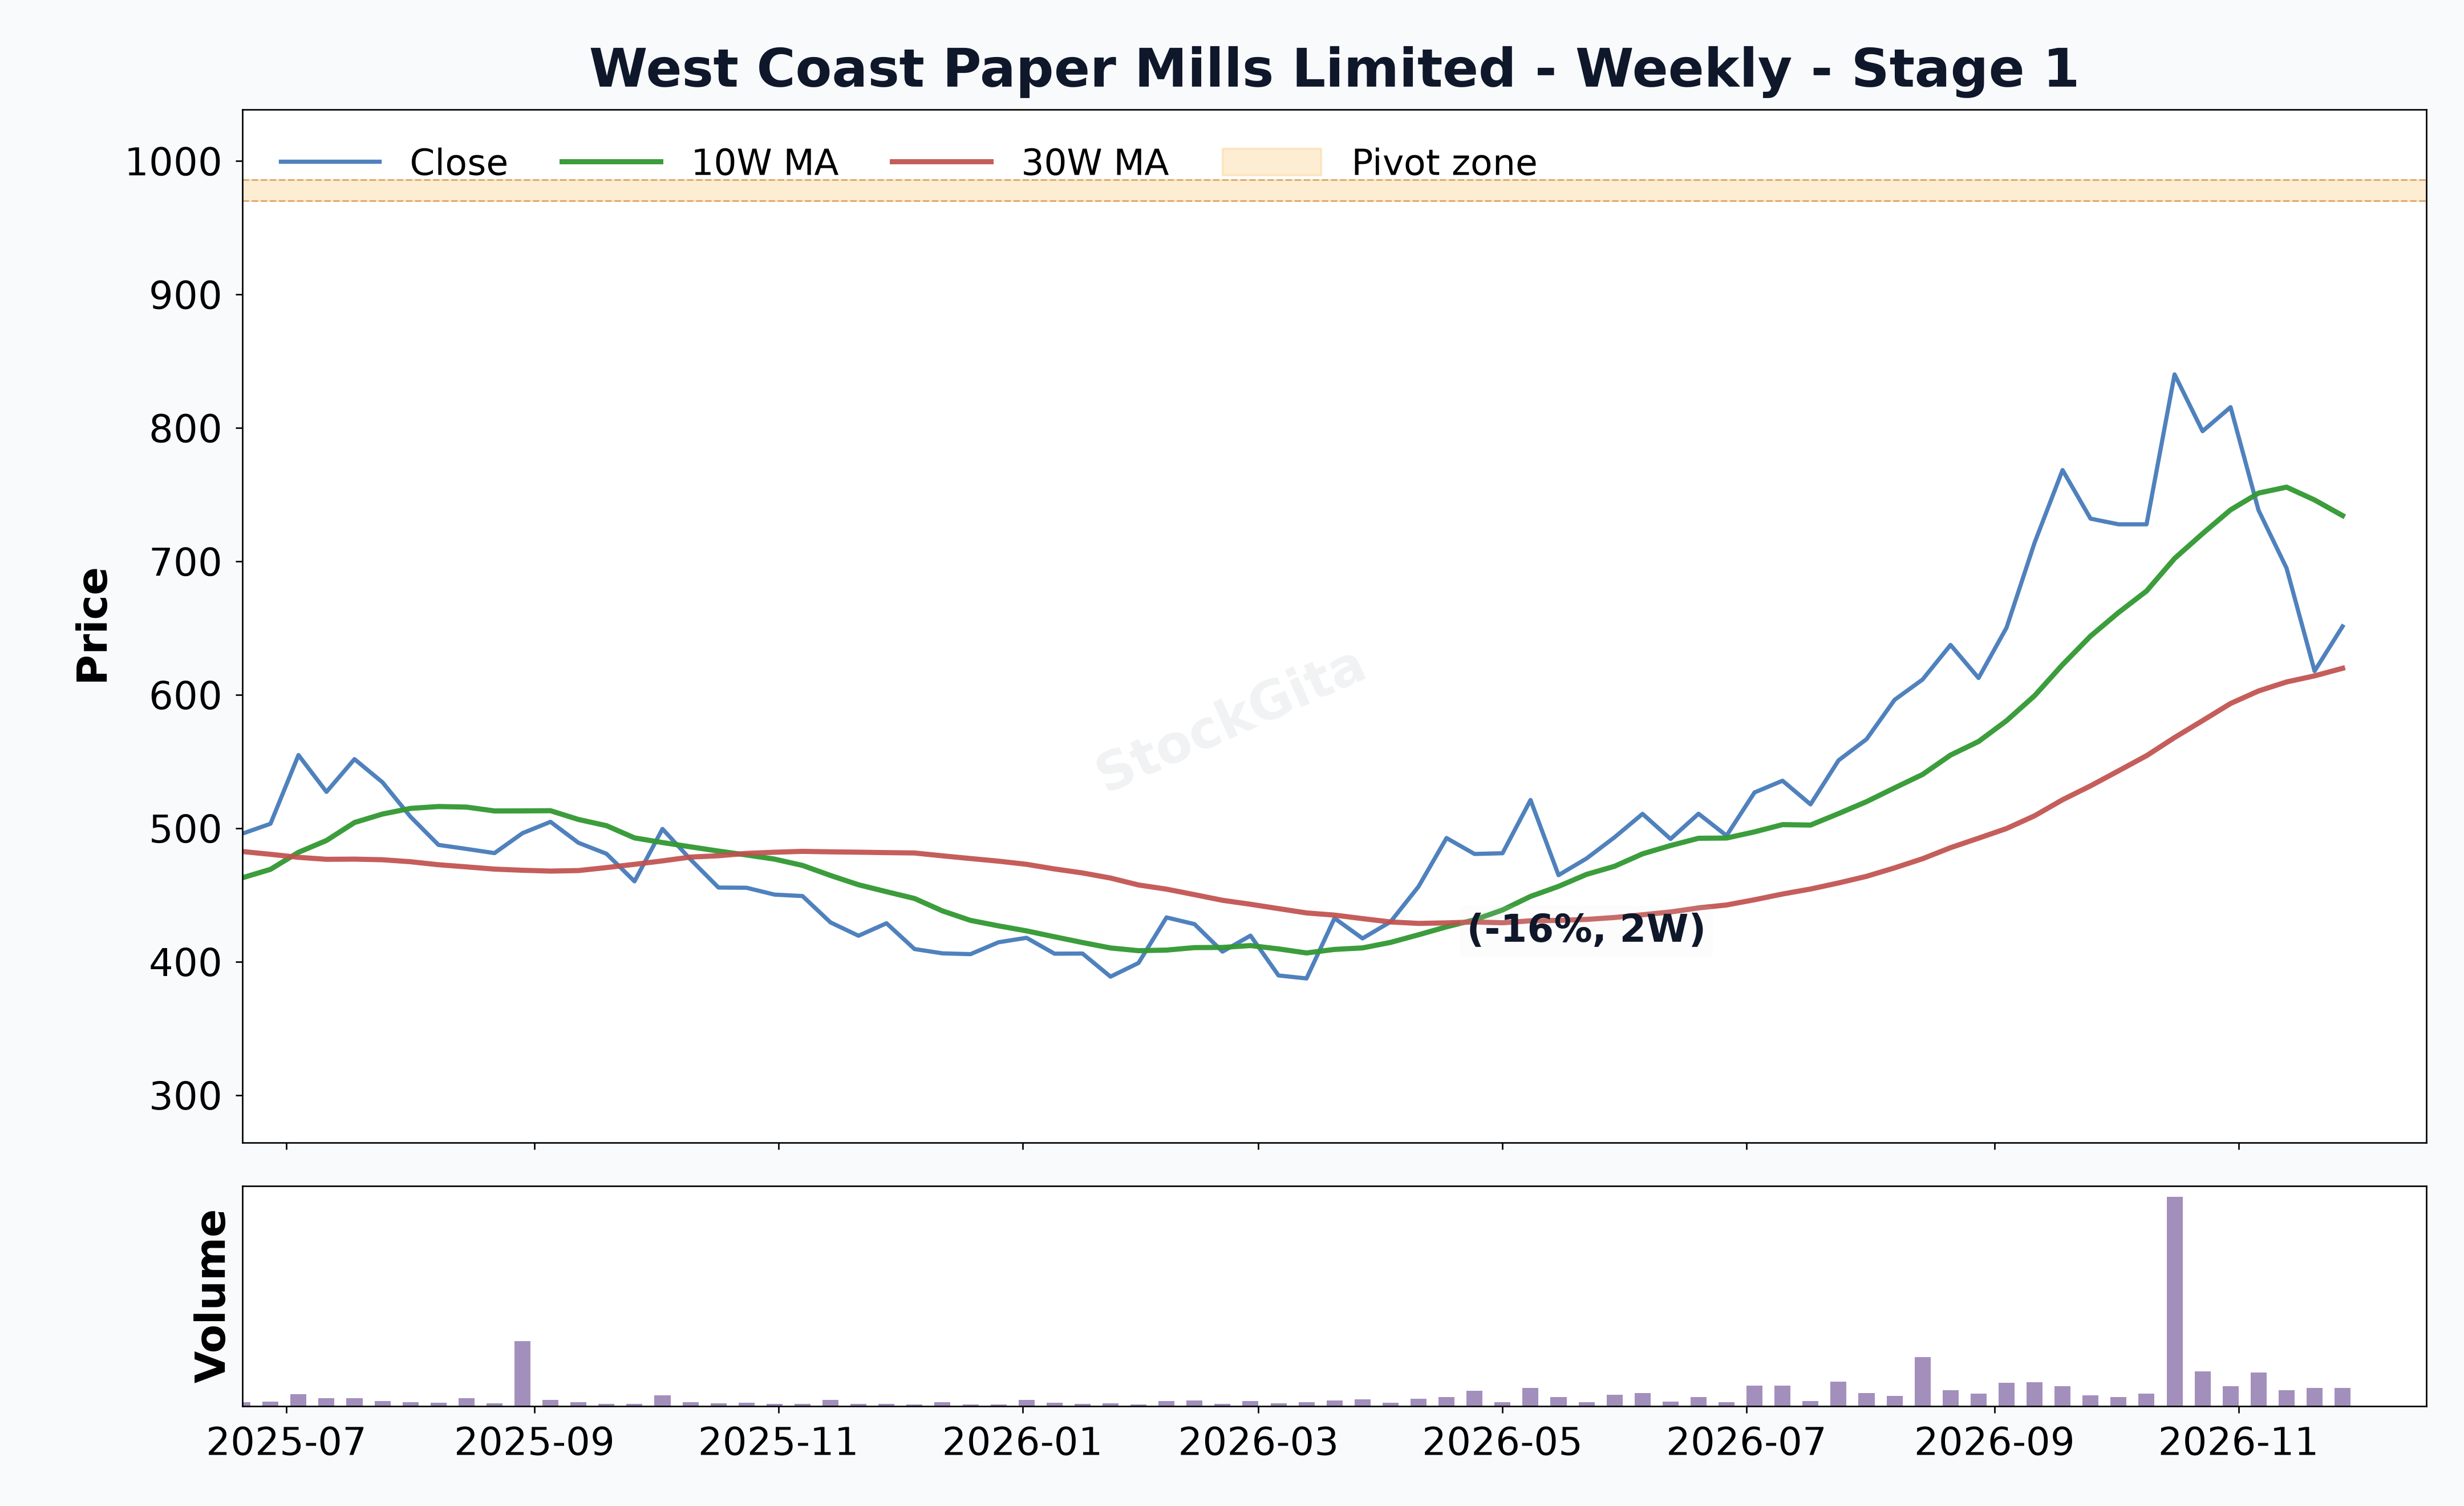 West Coast Paper Mills Limited - Weekly - Stage 1
Close 10W MA 30W MA Pivot zone
1000
900
800
700
600
500
400
300
Price
StockGita
(-16%, 2W)
Volume
2025-07 2025-09 2025-11 2026-01 2026-03 2026-05 2026-07 2026-09 2026-11